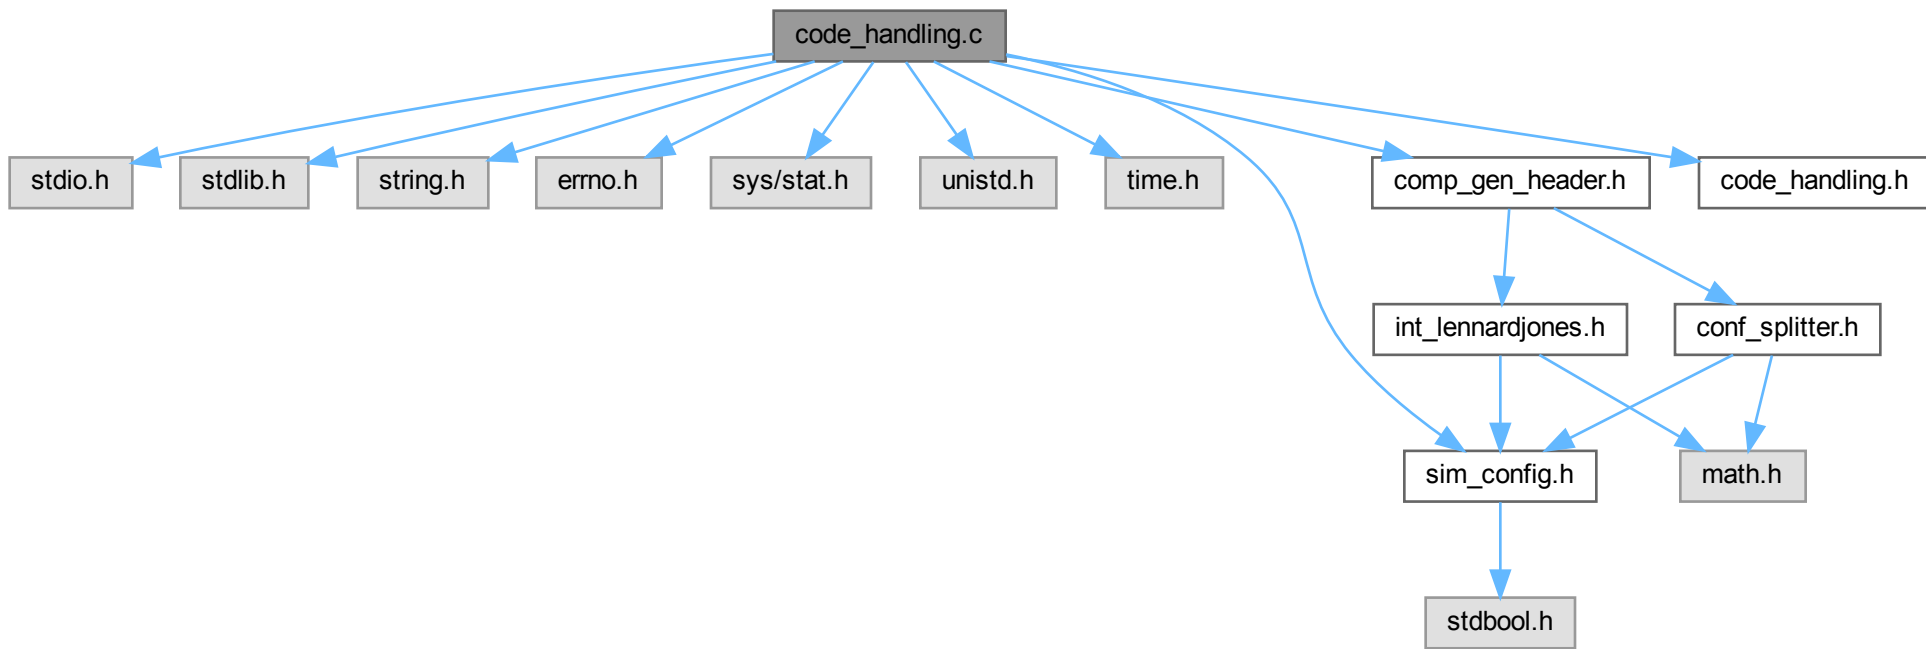 code_handling.c
stdio.h
stdlib.h
string.h
errno.h
sys/stat.h
unistd.h
time.h
comp_gen_header.h
code_handling.h
int_lennardjones.h
conf_splitter.h
sim_config.h
math.h
stdbool.h